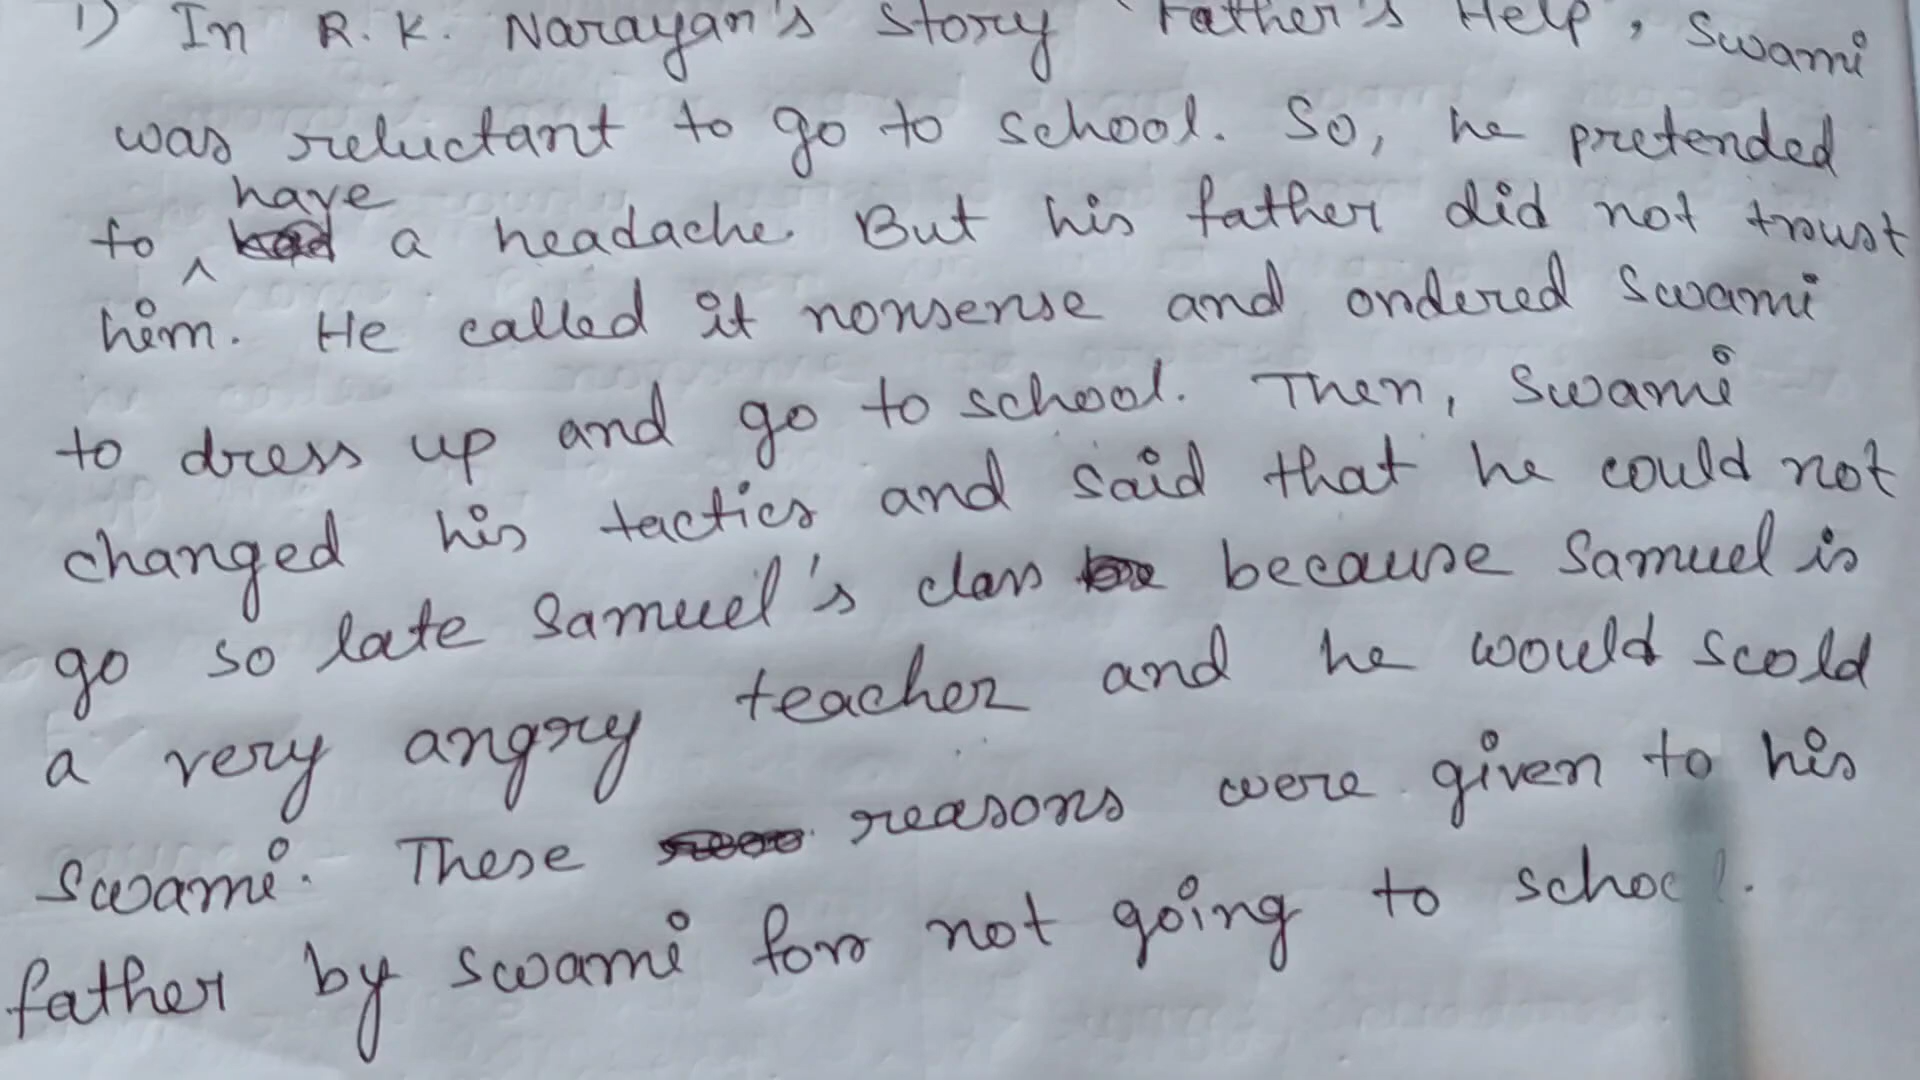 1) In R. K. Narayan's Story 'Father's Help, Swami
was reluctant to go to school. So, he pretended
have
to ^ a headache. But his father did not trust
him. He called it nonsense and ordered Swami
to dress up and go to school. Then, Swami
changed his tactics and said that he could not
go so late Samuel's class because Samuel is
a very angry teacher and he would scold
Swami. These reasons were given to his
father by Swami for not going to school.